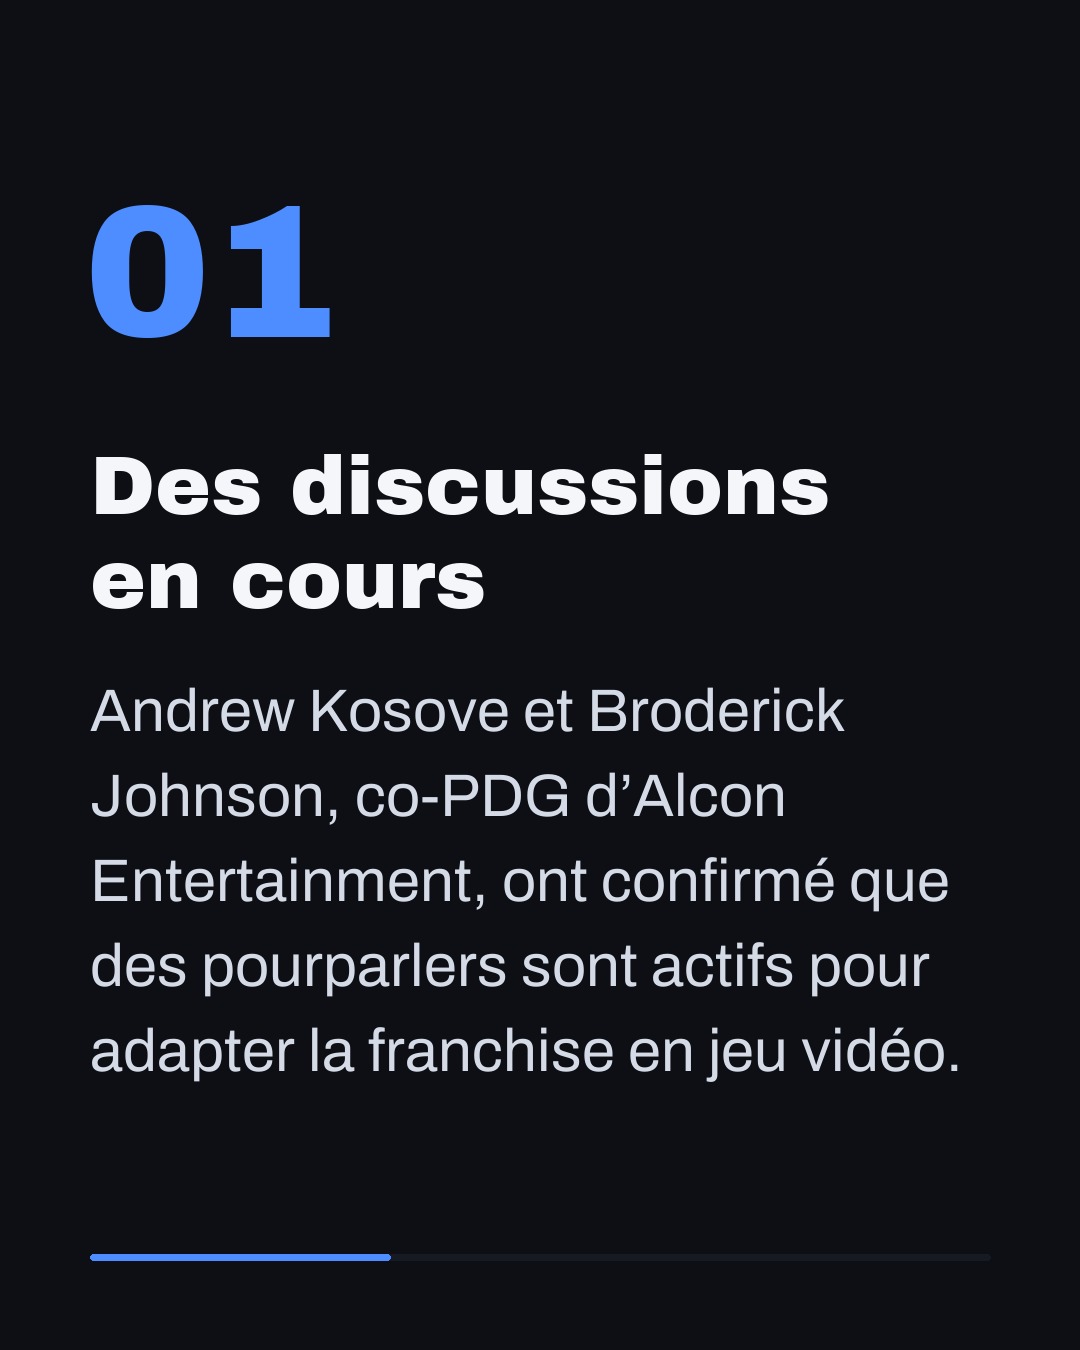 01
Des discussions
en cours
Andrew Kosove et Broderick
Johnson, co-PDG d’Alcon
Entertainment, ont confirmé que
des pourparlers sont actifs pour
adapter la franchise en jeu vidéo.